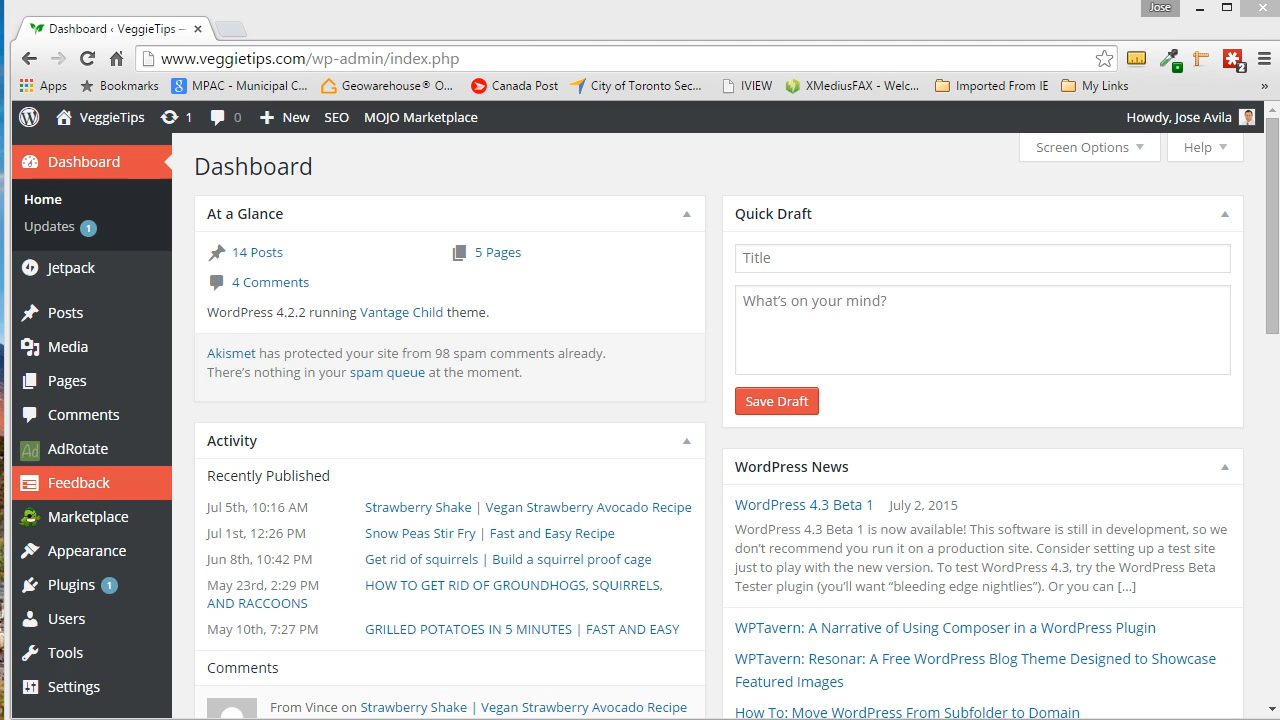 Jose
Dashboard ‹ VeggieTips –
www.veggietips.com/wp-admin/index.php
2
Apps
Bookmarks
MPAC - Municipal C...
Geowarehouse® O...
Canada Post
City of Toronto Sec...
IVIEW
XMediusFAX - Welc...
Imported From IE
My Links
»
VeggieTips
1
0
New
SEO
MOJO Marketplace
Howdy, Jose Avila
Dashboard
Home
Updates 1
Jetpack
Posts
Media
Pages
Comments
Ad AdRotate
Feedback
Marketplace
Appearance
Plugins 1
Users
Tools
Settings
Screen Options
Help
Dashboard
At a Glance
14 Posts
5 Pages
4 Comments
WordPress 4.2.2 running Vantage Child theme.
Akismet has protected your site from 98 spam comments already.
There's nothing in your spam queue at the moment.
Activity
Recently Published
Jul 5th, 10:16 AM Strawberry Shake | Vegan Strawberry Avocado Recipe
Jul 1st, 12:26 PM Snow Peas Stir Fry | Fast and Easy Recipe
Jun 8th, 10:42 PM Get rid of squirrels | Build a squirrel proof cage
May 23rd, 2:29 PM HOW TO GET RID OF GROUNDHOGS, SQUIRRELS,
AND RACCOONS
May 10th, 7:27 PM GRILLED POTATOES IN 5 MINUTES | FAST AND EASY
Comments
From Vince on Strawberry Shake | Vegan Strawberry Avocado Recipe
Quick Draft
Title
What's on your mind?
Save Draft
WordPress News
WordPress 4.3 Beta 1 July 2, 2015
WordPress 4.3 Beta 1 is now available! This software is still in development, so we
don't recommend you run it on a production site. Consider setting up a test site
just to play with the new version. To test WordPress 4.3, try the WordPress Beta
Tester plugin (you'll want “bleeding edge nightlies”). Or you can [...]
WPTavern: A Narrative of Using Composer in a WordPress Plugin
WPTavern: Resonar: A Free WordPress Blog Theme Designed to Showcase
Featured Images
How To: Move WordPress From Subfolder to Domain